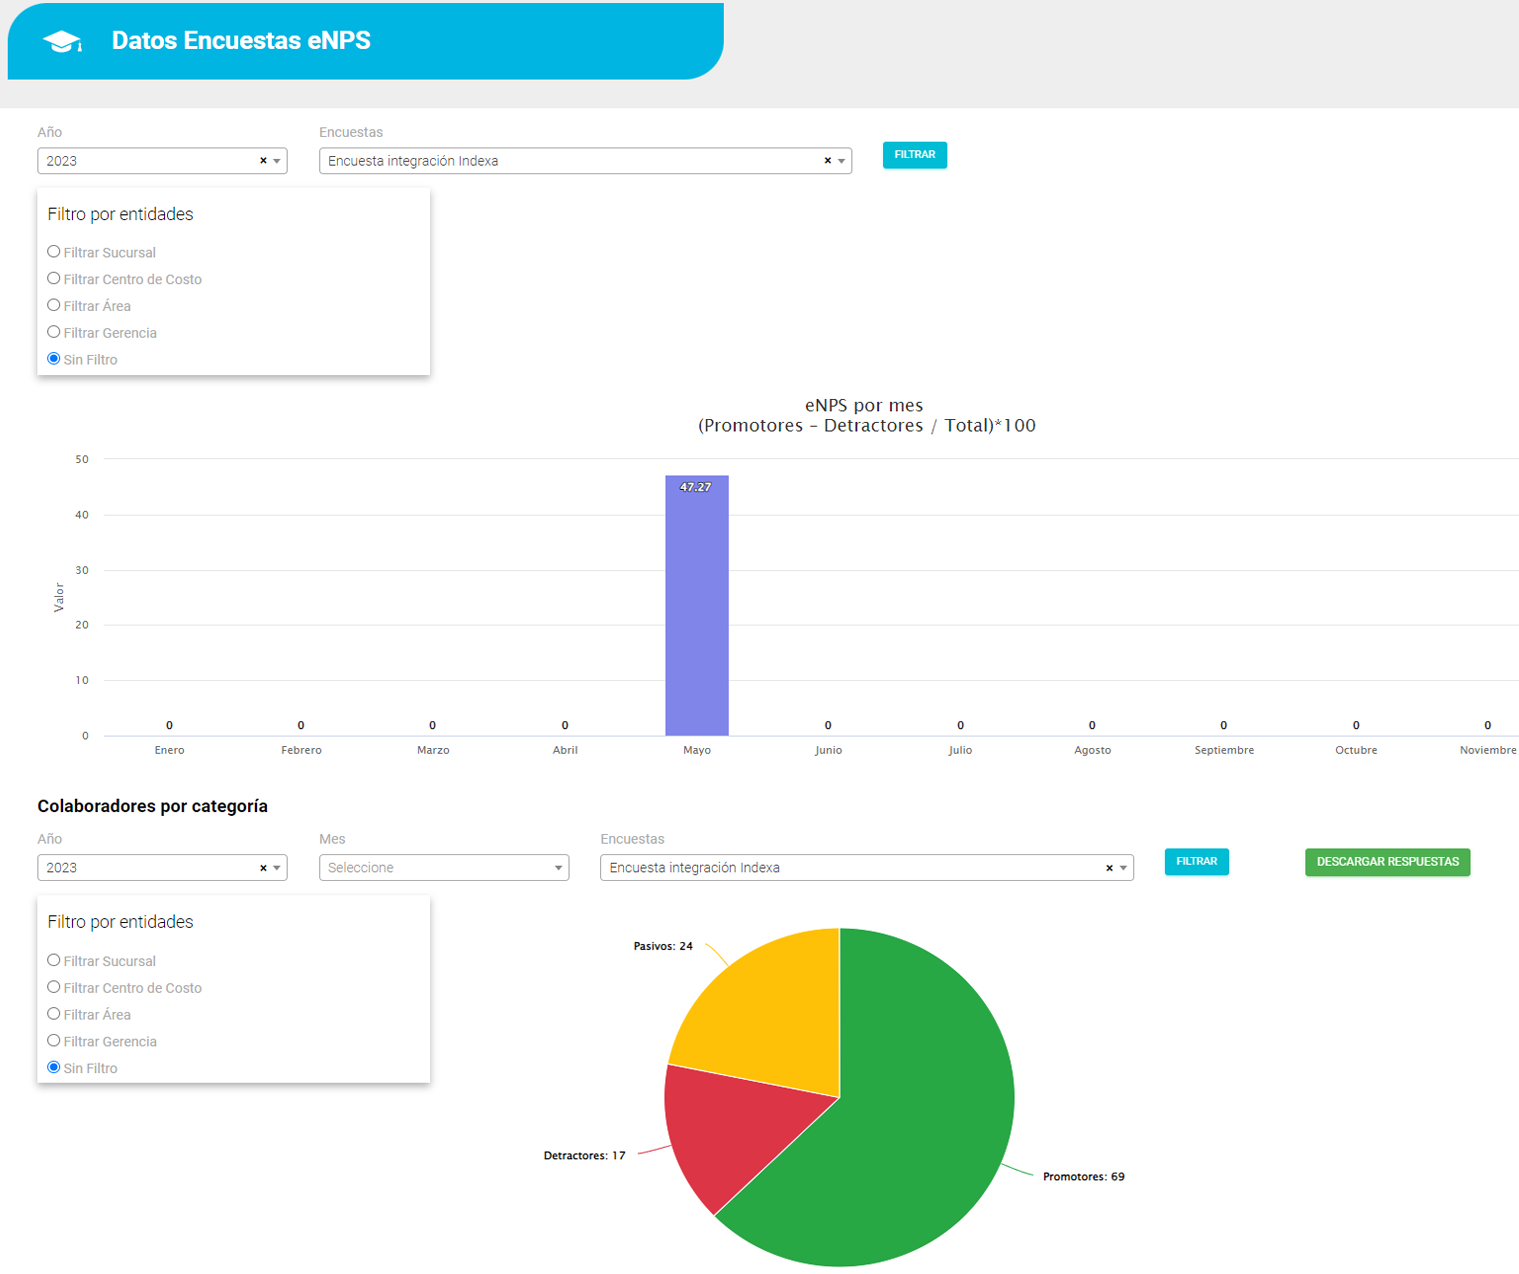 Datos Encuestas eNPS
Año
Encuestas
2023 × 
Encuesta integración Indexa ×
FILTRAR
Filtro por entidades
Filtrar Sucursal
Filtrar Centro de Costo
Filtrar Área
Filtrar Gerencia
Sin Filtro
eNPS por mes
(Promotores - Detractores / Total)*100
50
40
30
20
10
0
Valor
47.27
0 0 0 0 0 0 0 0 0 0
Enero Febrero Marzo Abril Mayo Junio Julio Agosto Septiembre Octubre Noviembre
Colaboradores por categoría
Año
Mes
Encuestas
2023 ×
Seleccione
Encuesta integración Indexa ×
FILTRAR
DESCARGAR RESPUESTAS
Filtro por entidades
Filtrar Sucursal
Filtrar Centro de Costo
Filtrar Área
Filtrar Gerencia
Sin Filtro
Pasivos: 24
Detractores: 17
Promotores: 69